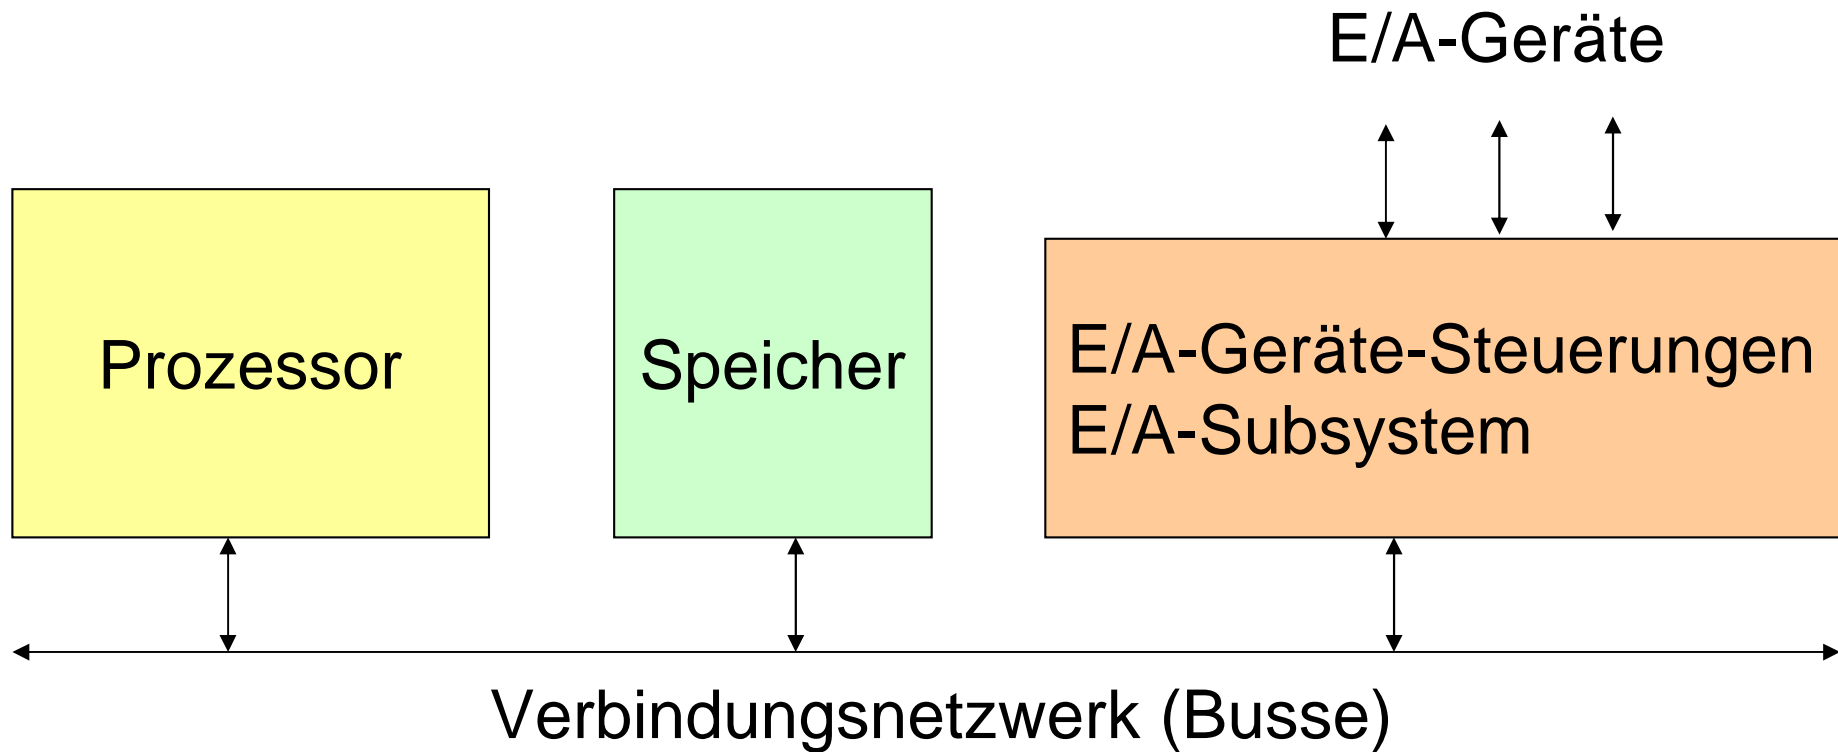 E/A-Geräte
Prozessor
Speicher
E/A-Geräte-Steuerungen
E/A-Subsystem
Verbindungsnetzwerk (Busse)